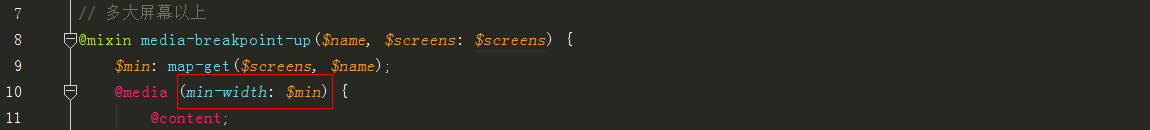 7 // 多大屏幕以上
8 @mixin media-breakpoint-up($name, $screens: $screens) {
9 $min: map-get($screens, $name);
10 @media (min-width: $min) {
11 @content;